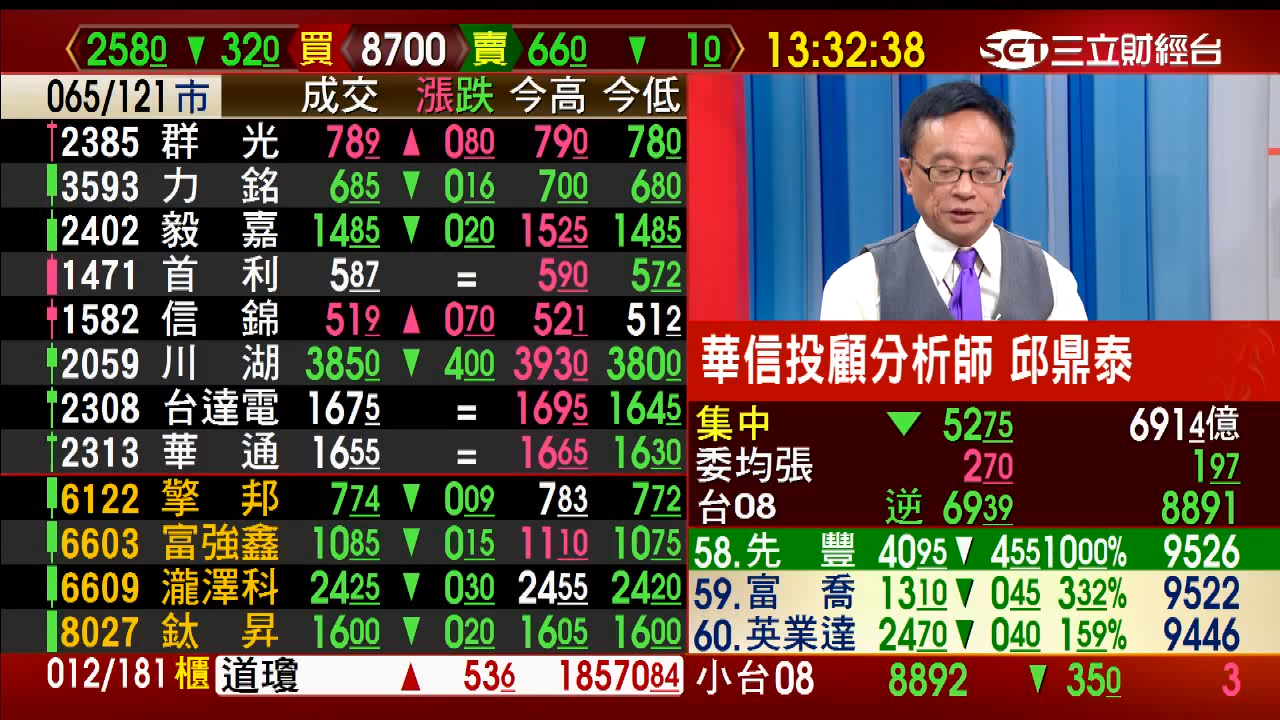 2580 ▼ 320 買 8700 賣 660 ▼ 10 13:32:38 SET三立財經台
065/121 市 成交 漲跌 今高 今低
2385 群光 789 ▲ 080 790 780
3593 力銘 685 ▼ 016 700 680
2402 毅嘉 1485 ▼ 020 1525 1485
1471 首利 587 = 590 572
1582 信錦 519 ▲ 070 521 512
2059 川湖 3850 ▼ 400 3930 3800
2308 台達電 1675 = 1695 1645
2313 華通 1655 = 1665 1630
6122 擎邦 774 ▼ 009 783 772
6603 富強鑫 1085 ▼ 015 1110 1075
6609 瀧澤科 2425 ▼ 030 2455 2420
8027 鈦昇 1600 ▼ 020 1605 1600
012/181 櫃 道瓊 ▲ 536 1857084
華信投顧分析師 邱鼎泰
集中 ▼ 5275 6914億
委均張 270 197
台08 逆 6939 8891
58.先豐 4095 ▼ 455 1000% 9526
59.富喬 1310 ▼ 045 332% 9522
60.英業達 2470 ▼ 040 159% 9446
小台08 8892 ▼ 350 3